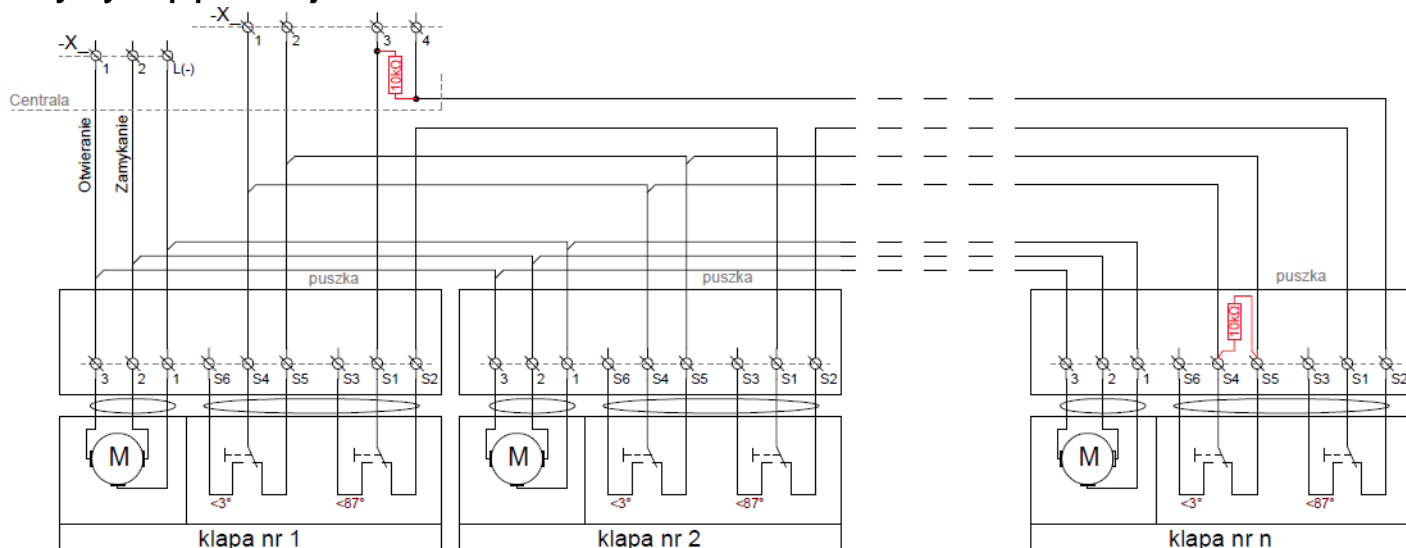 -X_
1
2
3
4
-X_
1
2
L(-)
10kΩ
Centrala
Otwieranie
Zamykanie
puszka
puszka
puszka
10kΩ
3
2
1
S6
S4
S5
S3
S1
S2
3
2
1
S6
S4
S5
S3
S1
S2
3
2
1
S6
S4
S5
S3
S1
S2
M
<3°
<87°
M
<3°
<87°
M
<3°
<87°
klapa nr 1
klapa nr 2
klapa nr n